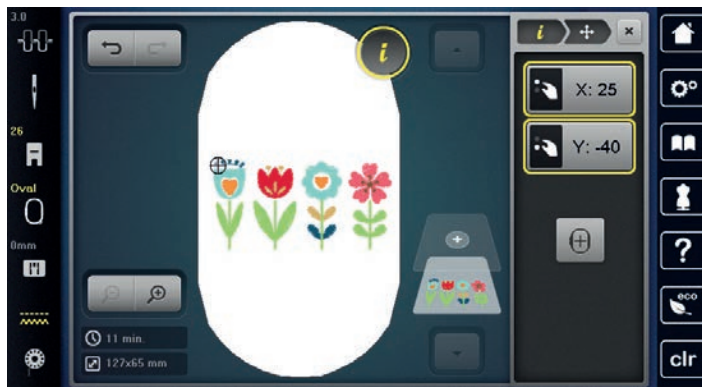 3.0
26
Oval
0mm
i
11 min.
127x65 mm
i
X: 25
Y: -40
?
eco
clr